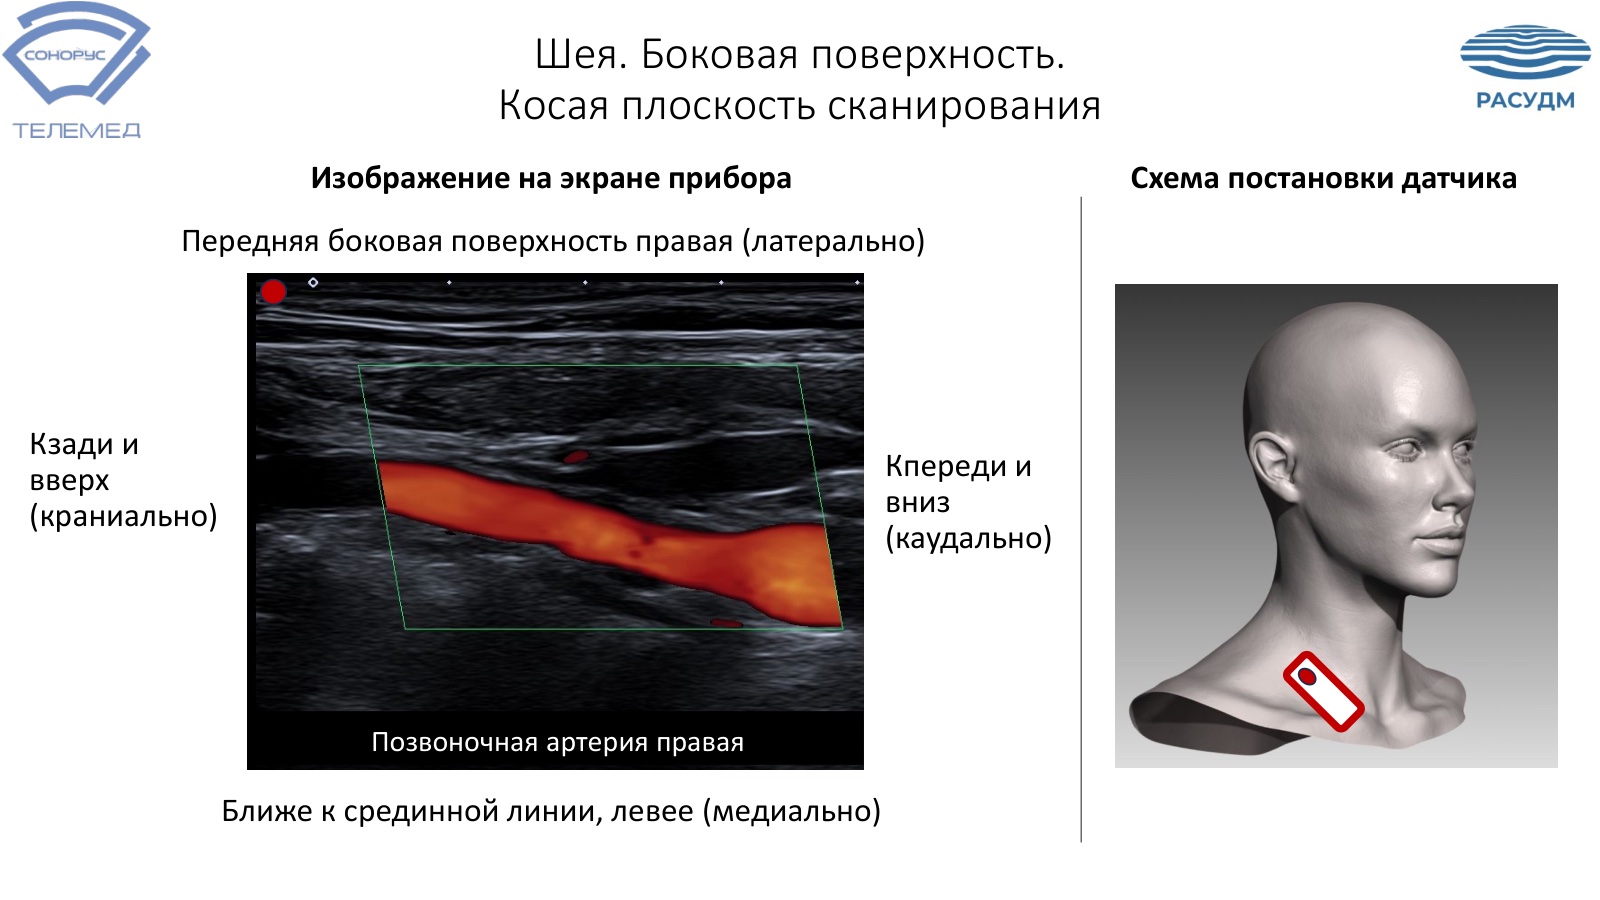 СОНОРУС
ТЕЛЕМЕД
Шея. Боковая поверхность.
Косая плоскость сканирования
РАСУДМ
Изображение на экране прибора
Схема постановки датчика
Передняя боковая поверхность правая (латерально)
Кзади и
вверх
(краниально)
Кпереди и
вниз
(каудально)
Позвоночная артерия правая
Ближе к срединной линии, левее (медиально)